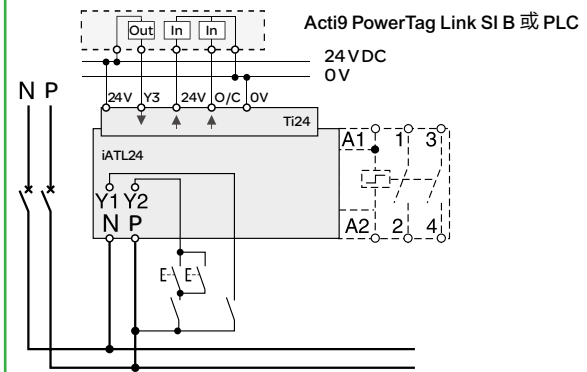 Acti9 PowerTag Link SI B 或 PLC
Out In In
24VDC
0V
N P
24V Y3 24V O/C 0V
Ti24
iATL24
A1 1 3
Y1 Y2
N P
A2 2 4
E E